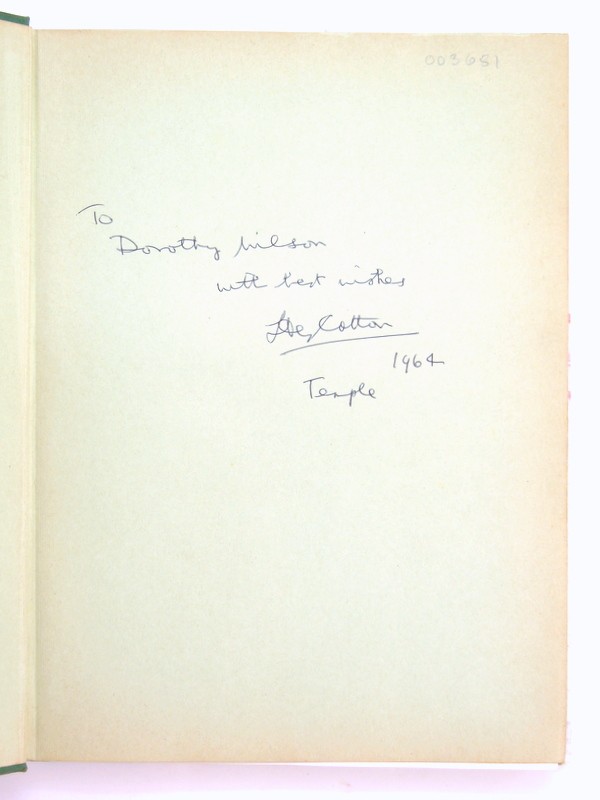 003681
To
Dorothy Wilson
with best wishes
Cotton
1964
Temple